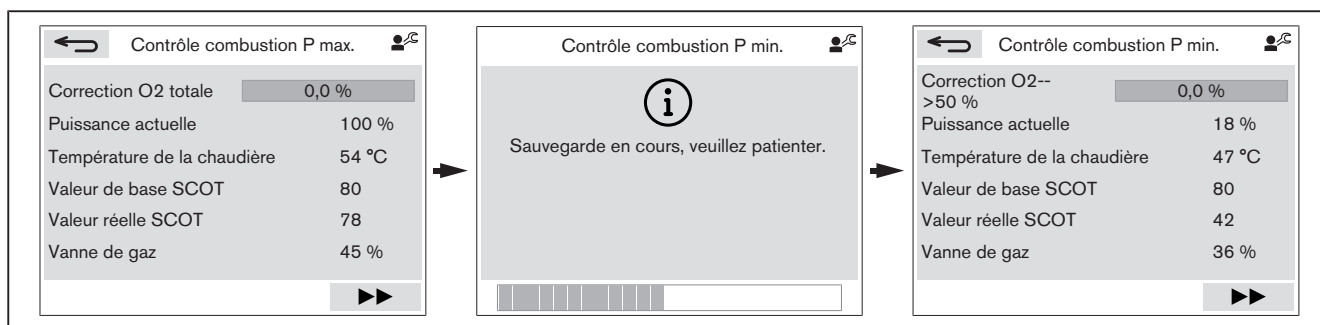 Contrôle combustion P max.
Correction O2 totale 0,0 %
Puissance actuelle 100 %
Température de la chaudière 54 °C
Valeur de base SCOT 80
Valeur réelle SCOT 78
Vanne de gaz 45 %
Contrôle combustion P min.
Sauvegarde en cours, veuillez patienter.
Contrôle combustion P min.
Correction O2--
>50 % 0,0 %
Puissance actuelle 18 %
Température de la chaudière 47 °C
Valeur de base SCOT 80
Valeur réelle SCOT 42
Vanne de gaz 36 %